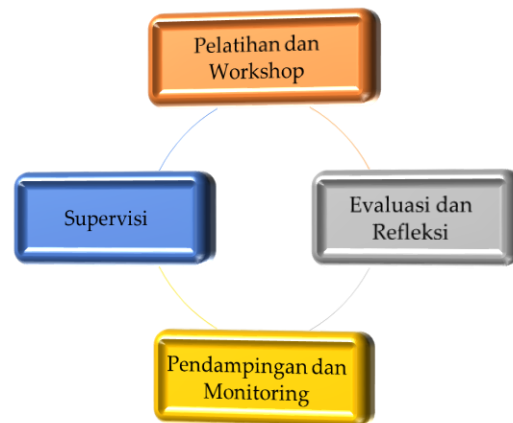 Pelatihan dan
Workshop
Supervisi
Evaluasi dan
Refleksi
Pendampingan dan
Monitoring